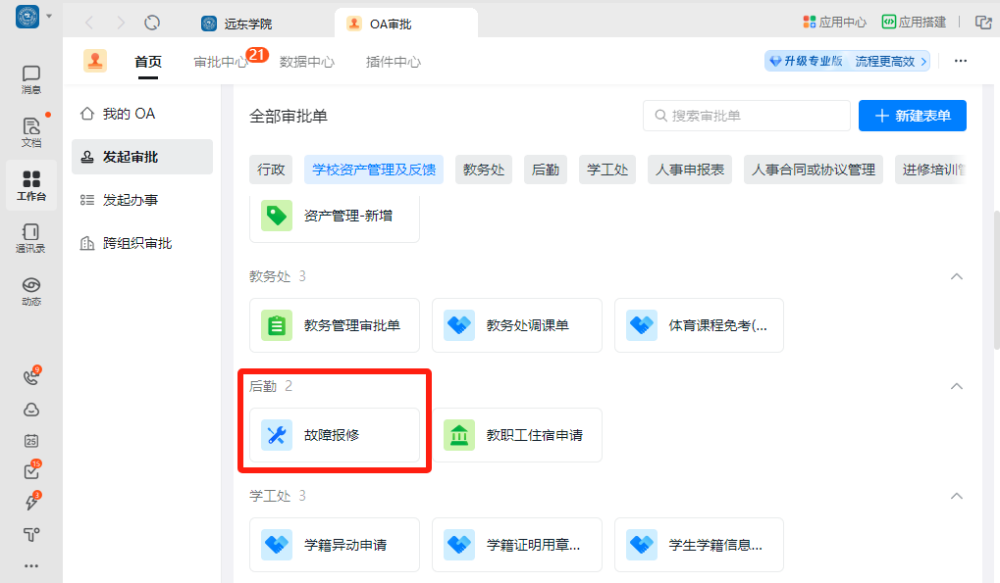 远东学院
OA审批
应用中心
应用搭建
首页
审批中心
21
数据中心
插件中心
升级专业版 流程更高效
消息
文档
工作台
通讯录
动态
9
25
15
3
我的 OA
发起审批
发起办事
跨组织审批
全部审批单
搜索审批单
新建表单
行政
学校资产管理及反馈
教务处
后勤
学工处
人事申报表
人事合同或协议管理
进修培训管
资产管理-新增
教务处 3
教务管理审批单
教务处调课单
体育课程免考(...
后勤 2
故障报修
教职工住宿申请
学工处 3
学籍异动申请
学籍证明用章...
学生学籍信息...